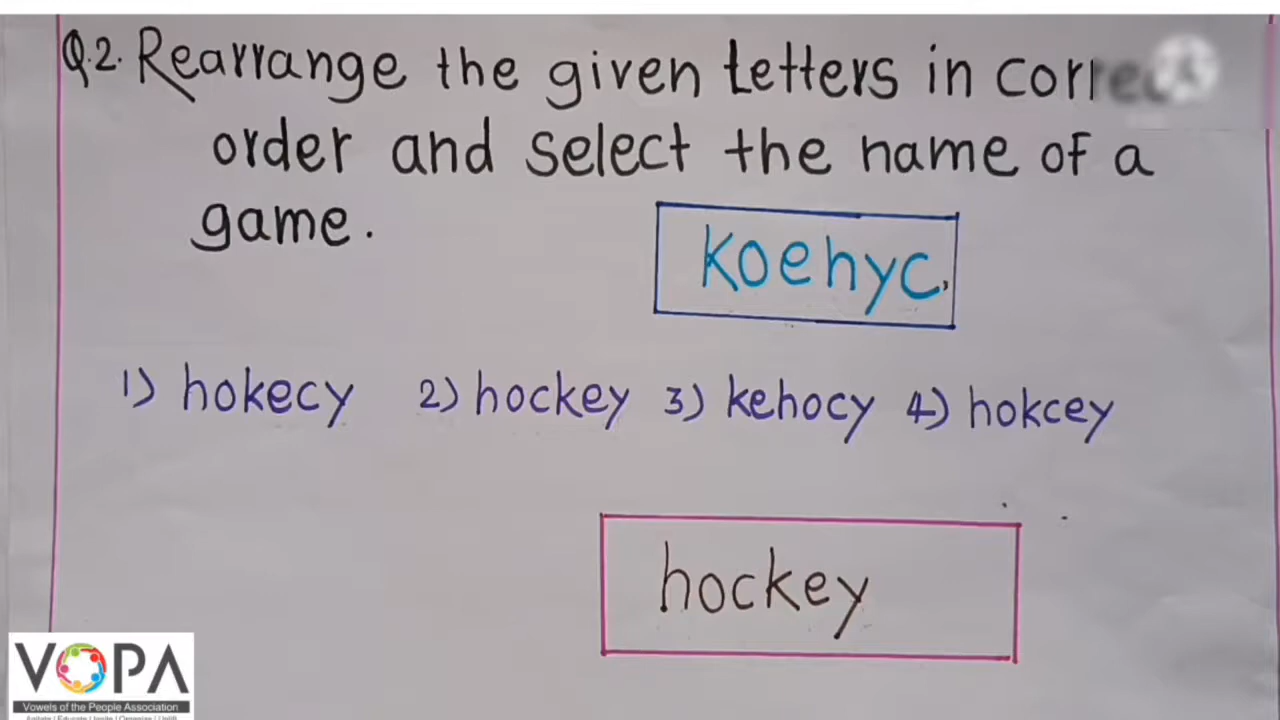 Q.2. Rearrange the given letters in correct
order and select the name of a
game.
koehyc.
1) hokecy 2) hockey 3) kehocy 4) hokcey
hockey
VOPA
Vowels of the People Association